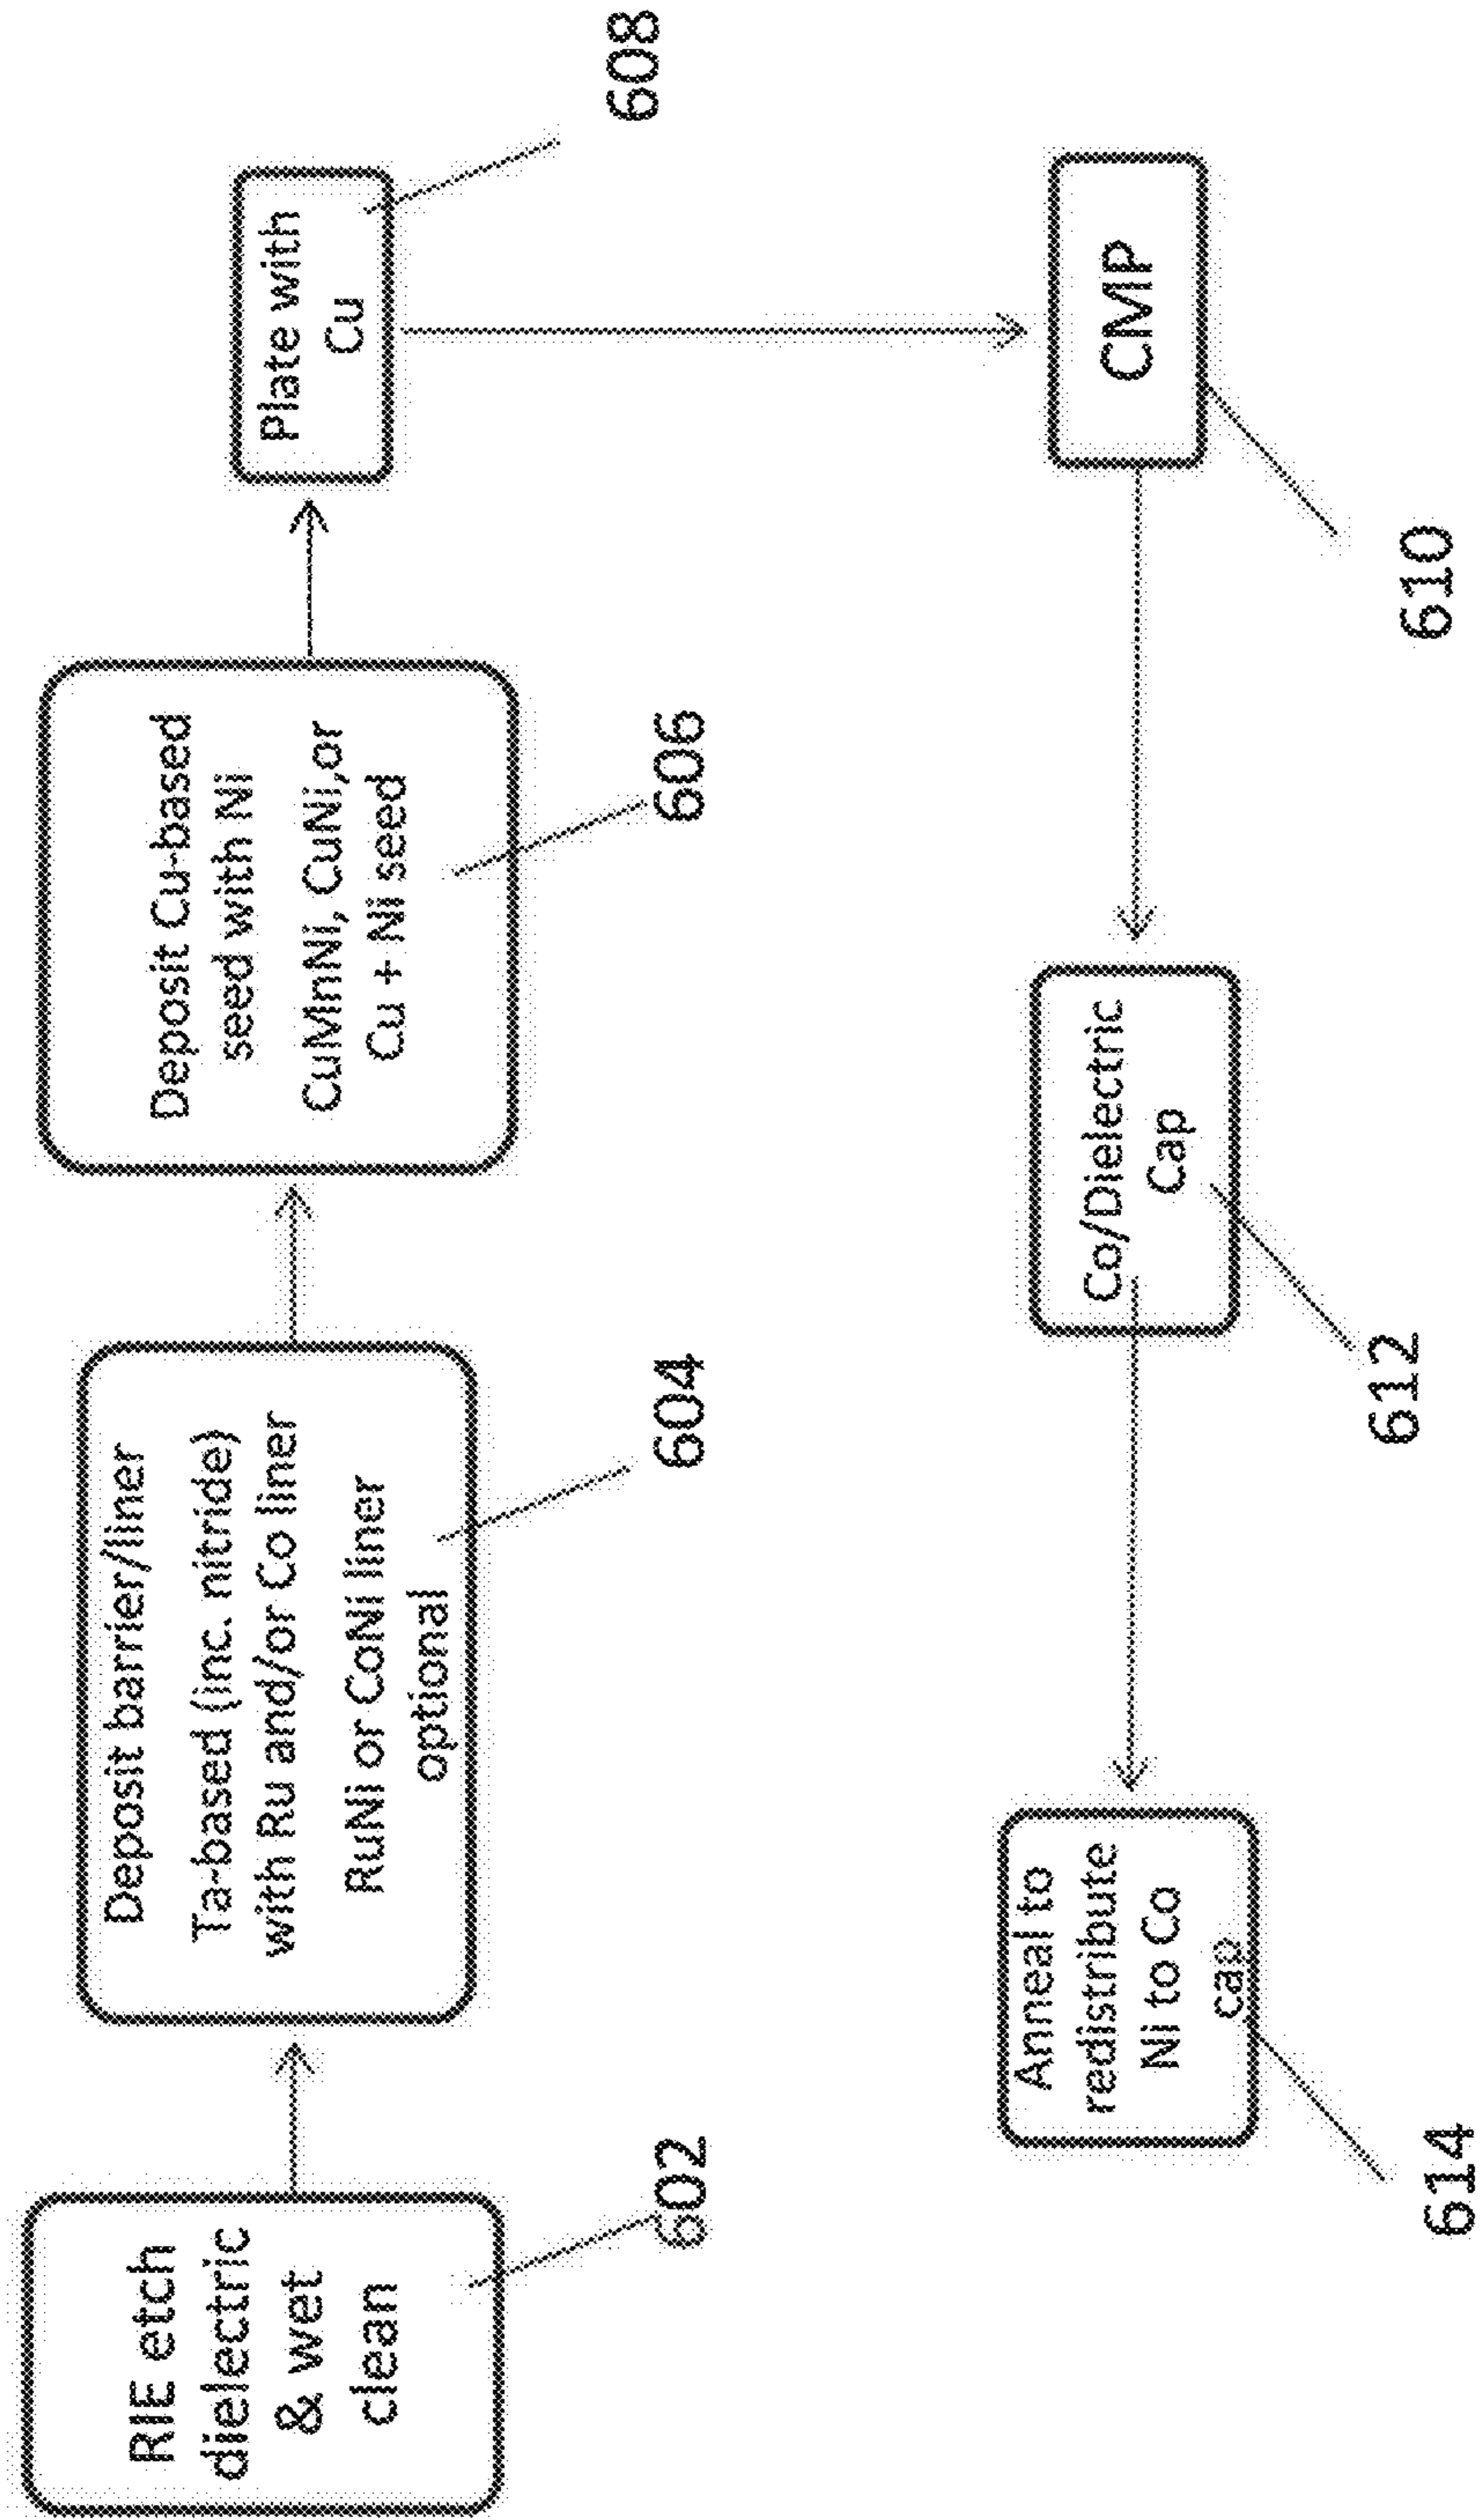 RIE etch
dielectric
& wet
clean
602
Deposit barrier/liner
Ta-based (inc. nitride)
with Ru and/or Co liner
RuNi or CoNi liner
optional
604
Deposit Cu-based
seed with Ni
CuMnNi, CuNi,or
Cu + Ni seed
606
Plate with
Cu
608
CMP
610
Co/Dielectric
Cap
612
Anneal to
redistribute
Ni to Co
cap
614